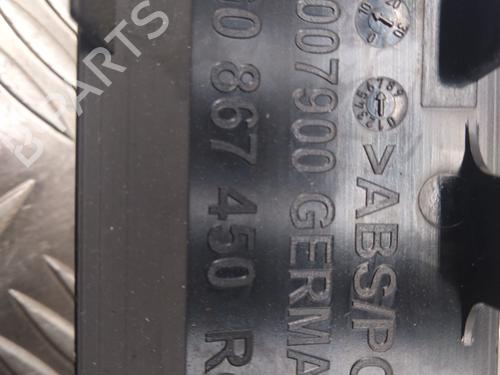 >ABS/PC
007900 GERMA
0 867 450 R
B PARTS